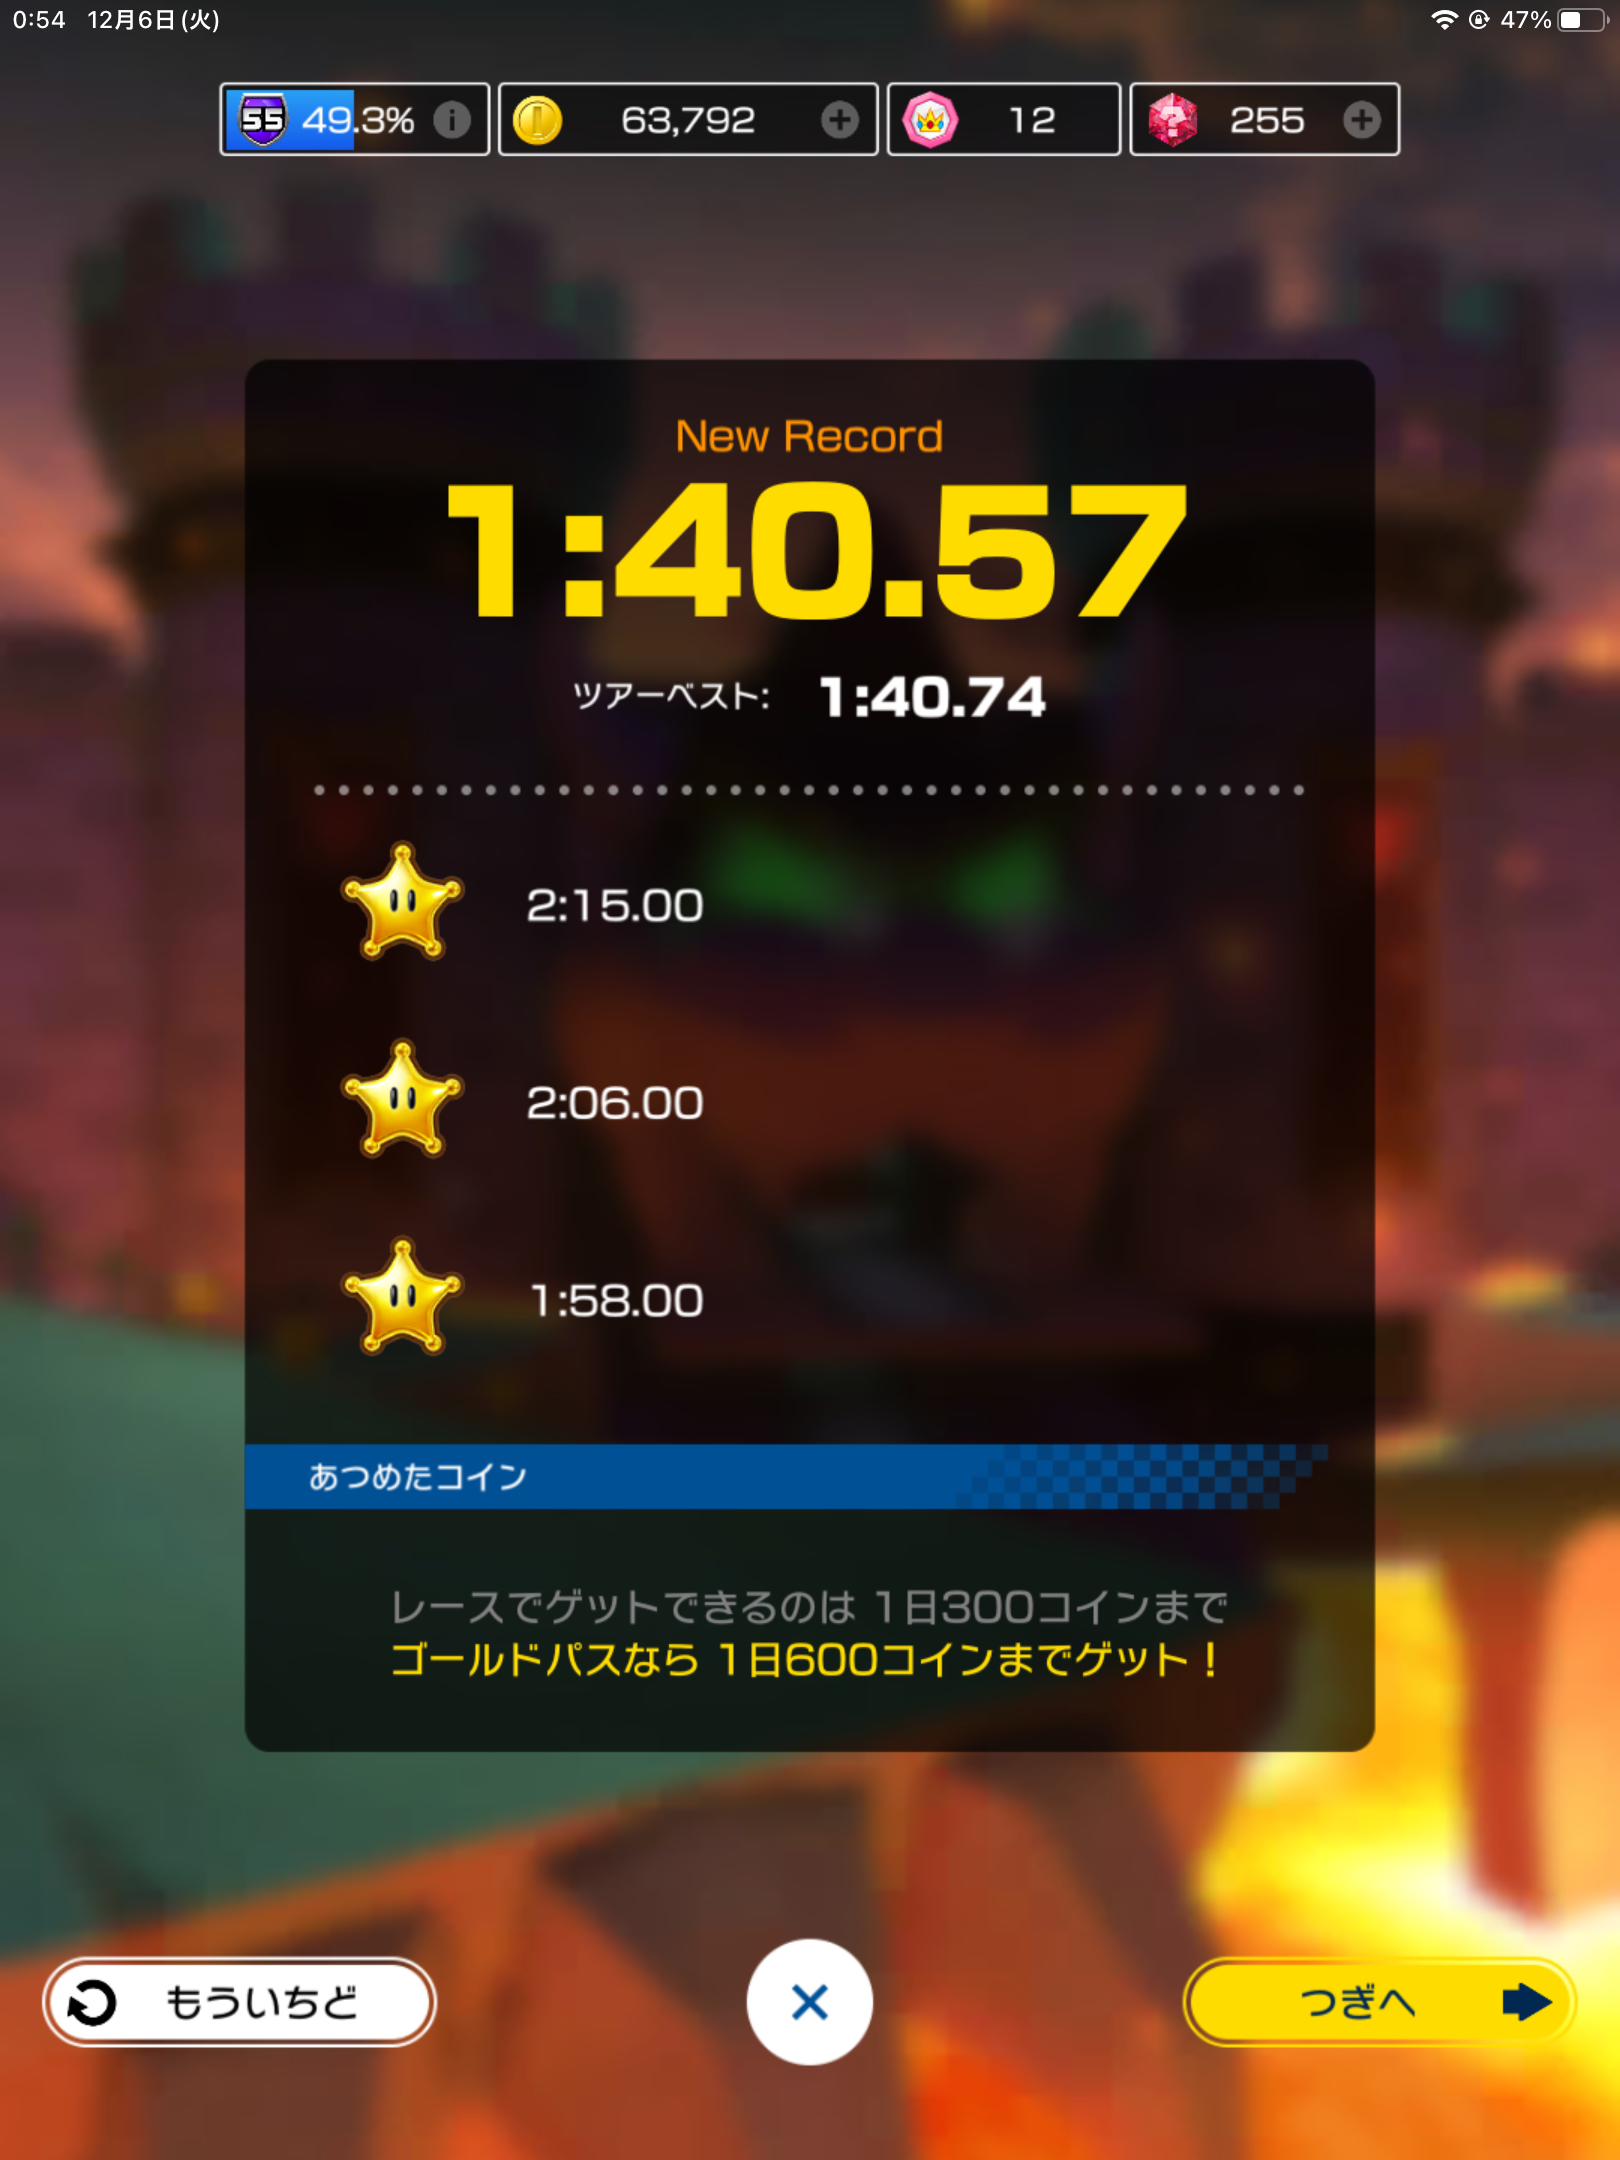 0:54 12月6日(火) 47%
55 49.3% 63,792 12 255
New Record
1:40.57
ツアーベスト: 1:40.74
2:15.00
2:06.00
1:58.00
あつめたコイン
レースでゲットできるのは 1日300コインまで
ゴールドパスなら 1日600コインまでゲット!
もういちど
つぎへ